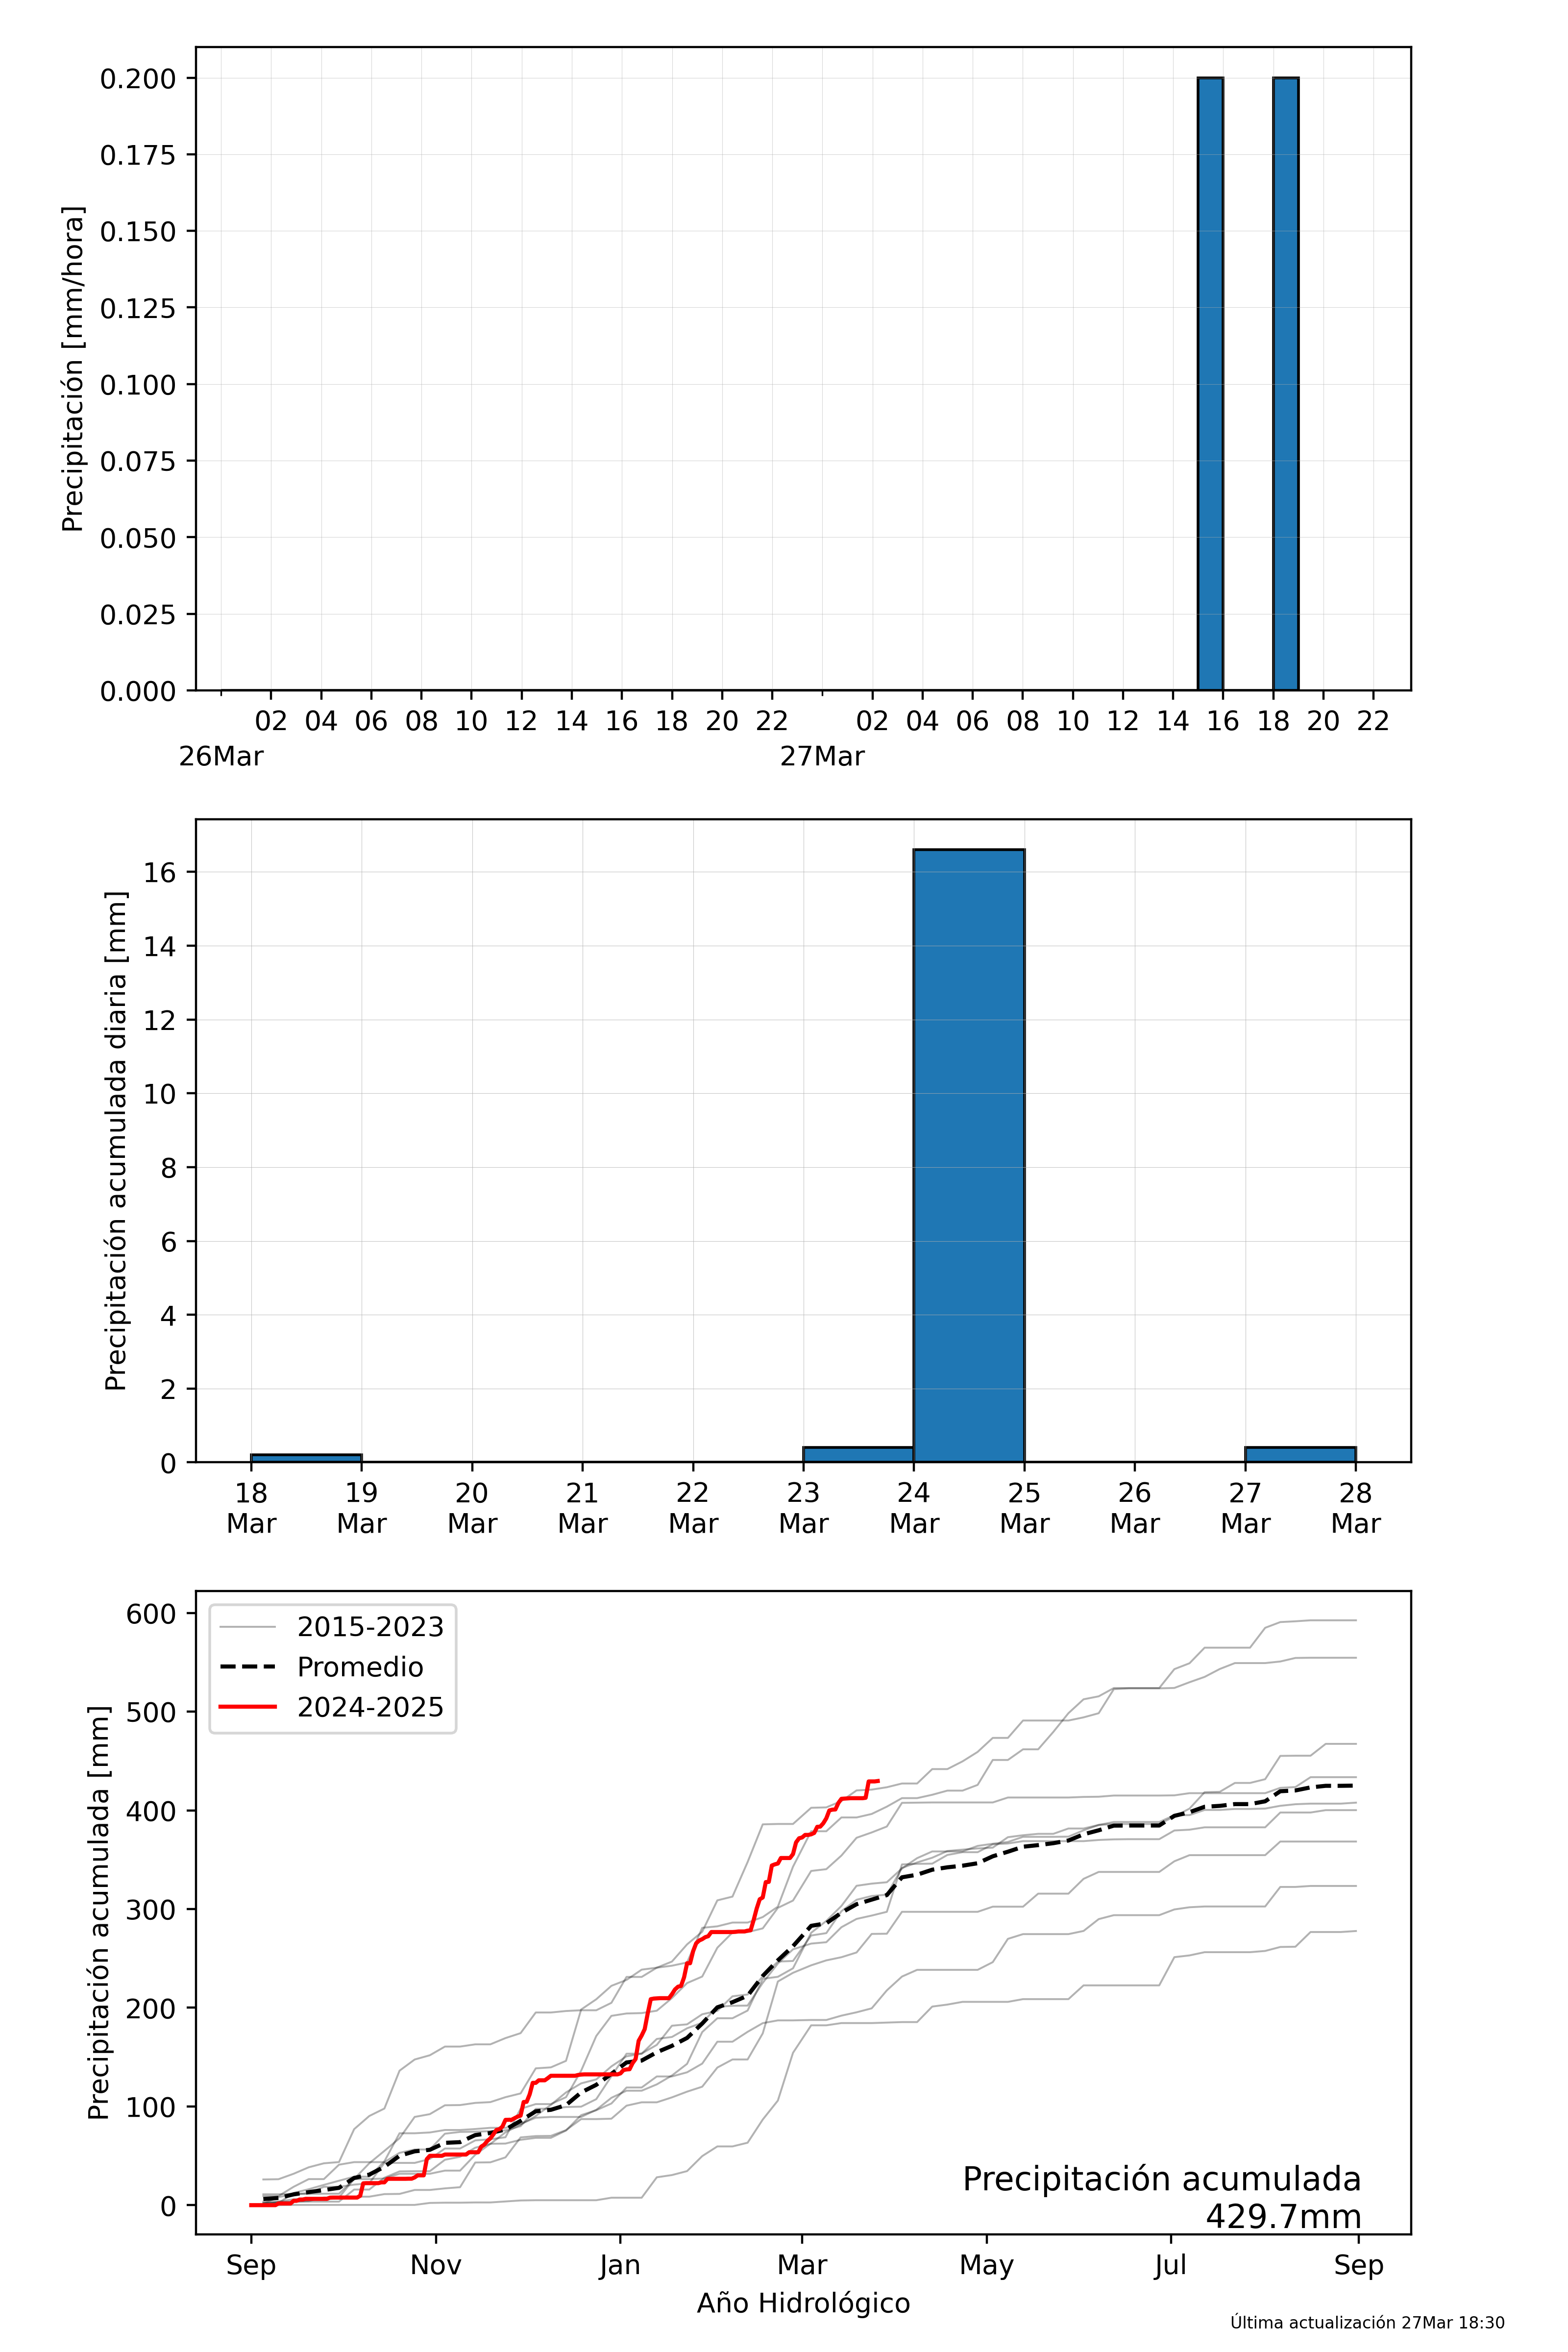 Precipitación [mm/hora]
0.200
0.175
0.150
0.125
0.100
0.075
0.050
0.025
0.000
02 04 06 08 10 12 14 16 18 20 22 02 04 06 08 10 12 14 16 18 20 22
26Mar 27Mar
Precipitación acumulada diaria [mm]
16
14
12
10
8
6
4
2
0
18 19 20 21 22 23 24 25 26 27 28
Mar Mar Mar Mar Mar Mar Mar Mar Mar Mar Mar
Precipitación acumulada [mm]
600
500
400
300
200
100
0
2015-2023
Promedio
2024-2025
Precipitación acumulada
429.7mm
Sep Nov Jan Mar May Jul Sep
Año Hidrológico
Última actualización 27Mar 18:30